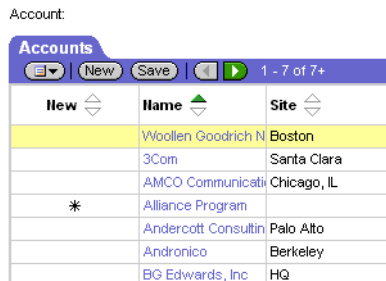 Account:
Accounts
New Save 1 - 7 of 7+
New Name Site
Woollen Goodrich N Boston
3Com Santa Clara
AMCO Communicati Chicago, IL
* Alliance Program
Andercott Consultin Palo Alto
Andronico Berkeley
BG Edwards, Inc HQ